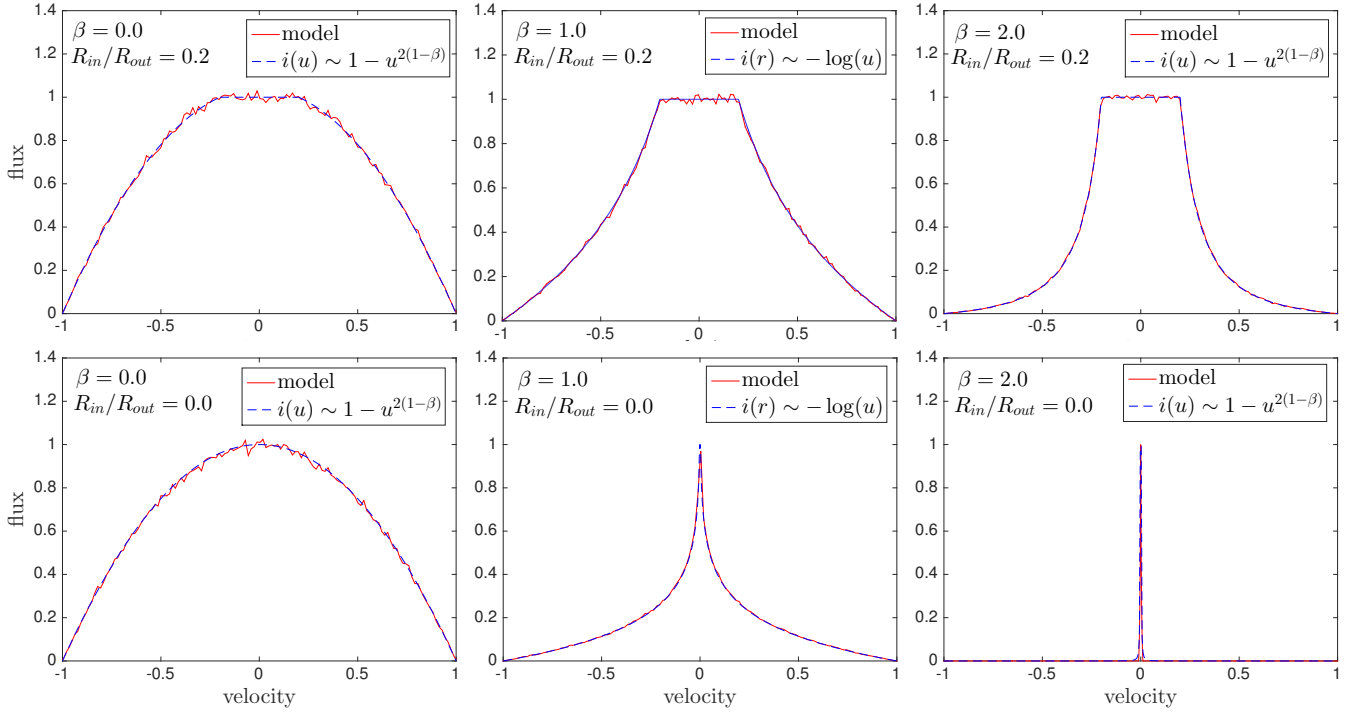 1.4
1.2
1
0.8
0.6
0.4
0.2
0
flux
β = 0.0
R_in/R_out = 0.2
model
i(u) ∼ 1 − u^{2(1−β)}
-1 -0.5 0 0.5 1
1.4
1.2
1
0.8
0.6
0.4
0.2
0
β = 1.0
R_in/R_out = 0.2
model
i(r) ∼ − log(u)
-1 -0.5 0 0.5 1
1.4
1.2
1
0.8
0.6
0.4
0.2
0
β = 2.0
R_in/R_out = 0.2
model
i(u) ∼ 1 − u^{2(1−β)}
-1 -0.5 0 0.5 1
1.4
1.2
1
0.8
0.6
0.4
0.2
0
flux
β = 0.0
R_in/R_out = 0.0
model
i(u) ∼ 1 − u^{2(1−β)}
-1 -0.5 0 0.5 1
velocity
1.4
1.2
1
0.8
0.6
0.4
0.2
0
β = 1.0
R_in/R_out = 0.0
model
i(r) ∼ − log(u)
-1 -0.5 0 0.5 1
velocity
1.4
1.2
1
0.8
0.6
0.4
0.2
0
β = 2.0
R_in/R_out = 0.0
model
i(u) ∼ 1 − u^{2(1−β)}
-1 -0.5 0 0.5 1
velocity